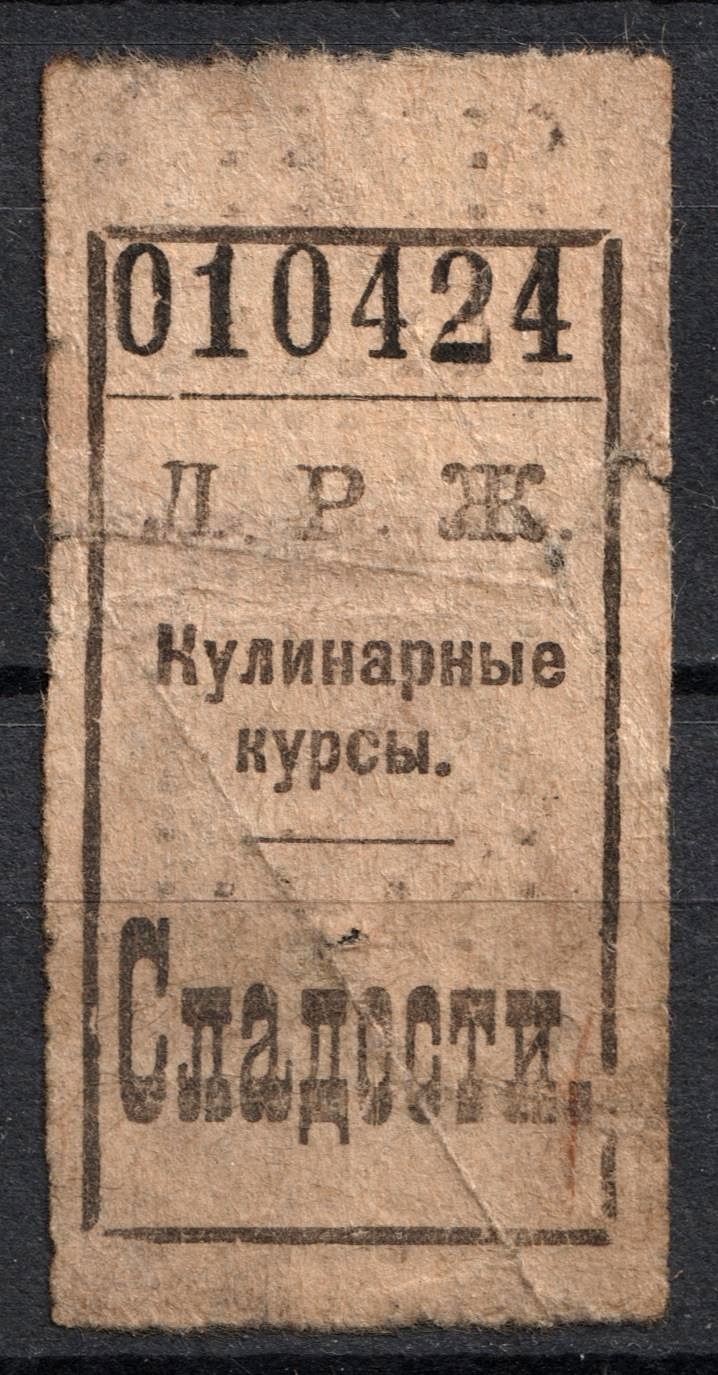 010424
Л. Р. Ж.
Кулинарные
курсы.
Сладости.